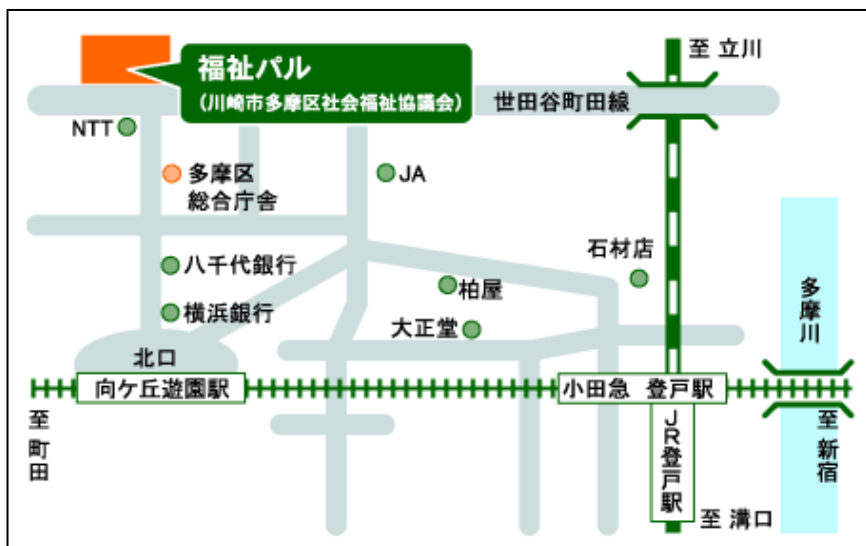 至 立川
福祉パル
(川崎市多摩区社会福祉協議会)
世田谷町田線
NTT
多摩区
総合庁舎
JA
石材店
八千代銀行
柏屋
多摩川
横浜銀行
大正堂
北口
向ケ丘遊園駅
小田急 登戸駅
JR登戸駅
至 町田
至 新宿
至 溝口